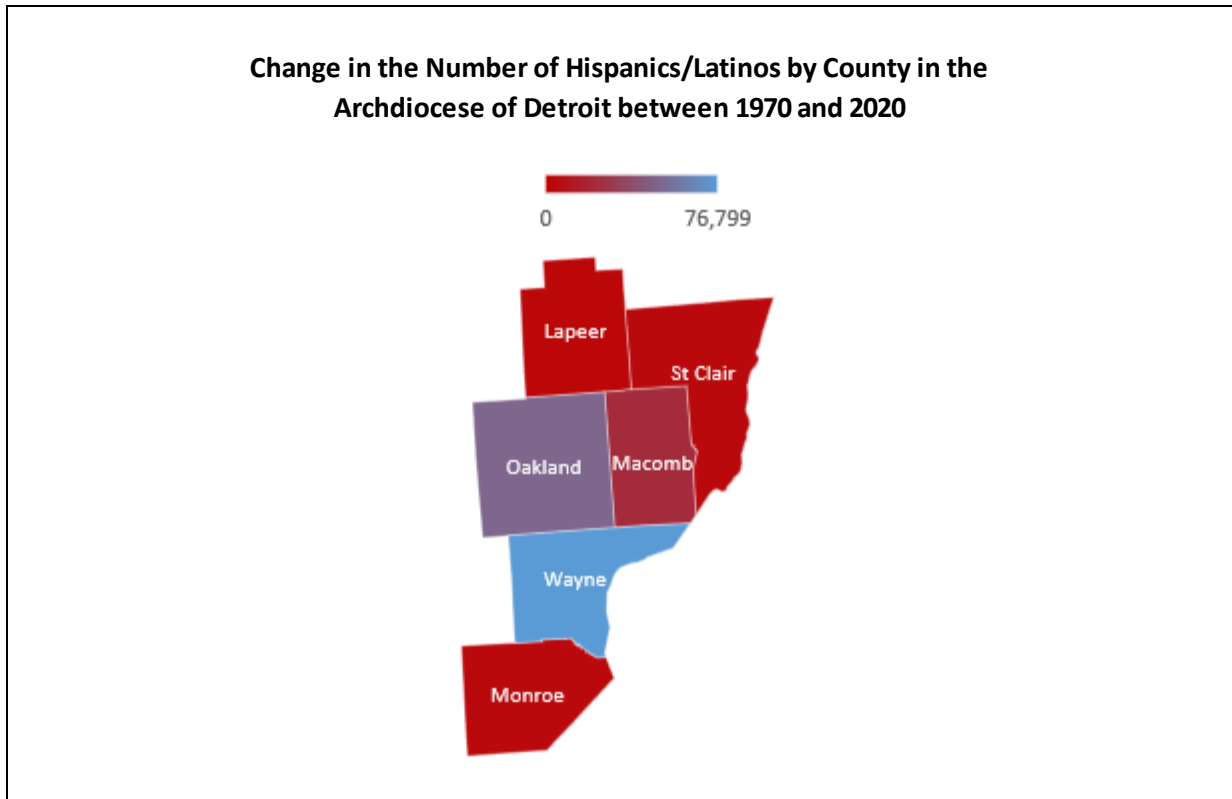 Change in the Number of Hispanics/Latinos by County in the
Archdiocese of Detroit between 1970 and 2020
0 76,799
Lapeer
St Clair
Oakland
Macomb
Wayne
Monroe